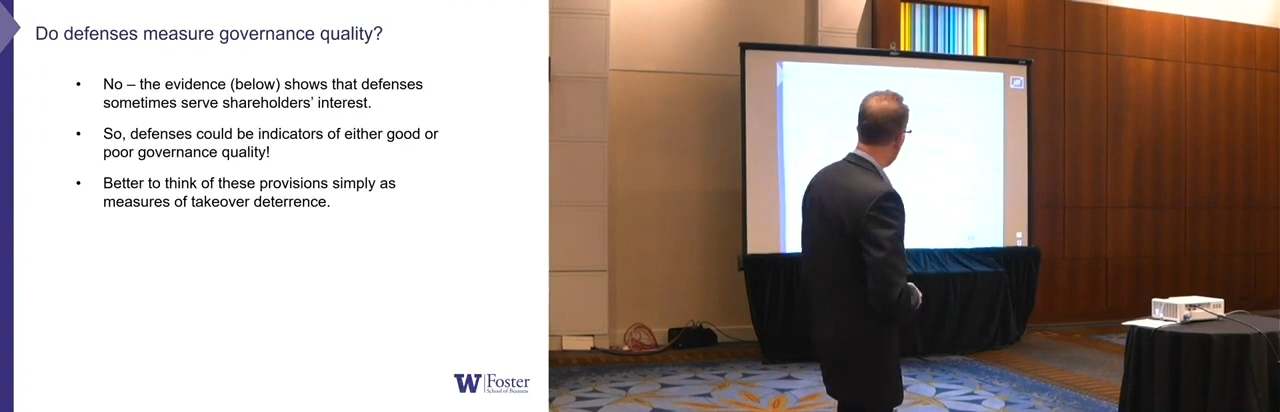 Do defenses measure governance quality?
• No – the evidence (below) shows that defenses
sometimes serve shareholders’ interest.
• So, defenses could be indicators of either good or
poor governance quality!
• Better to think of these provisions simply as
measures of takeover deterrence.
W Foster
School of Business